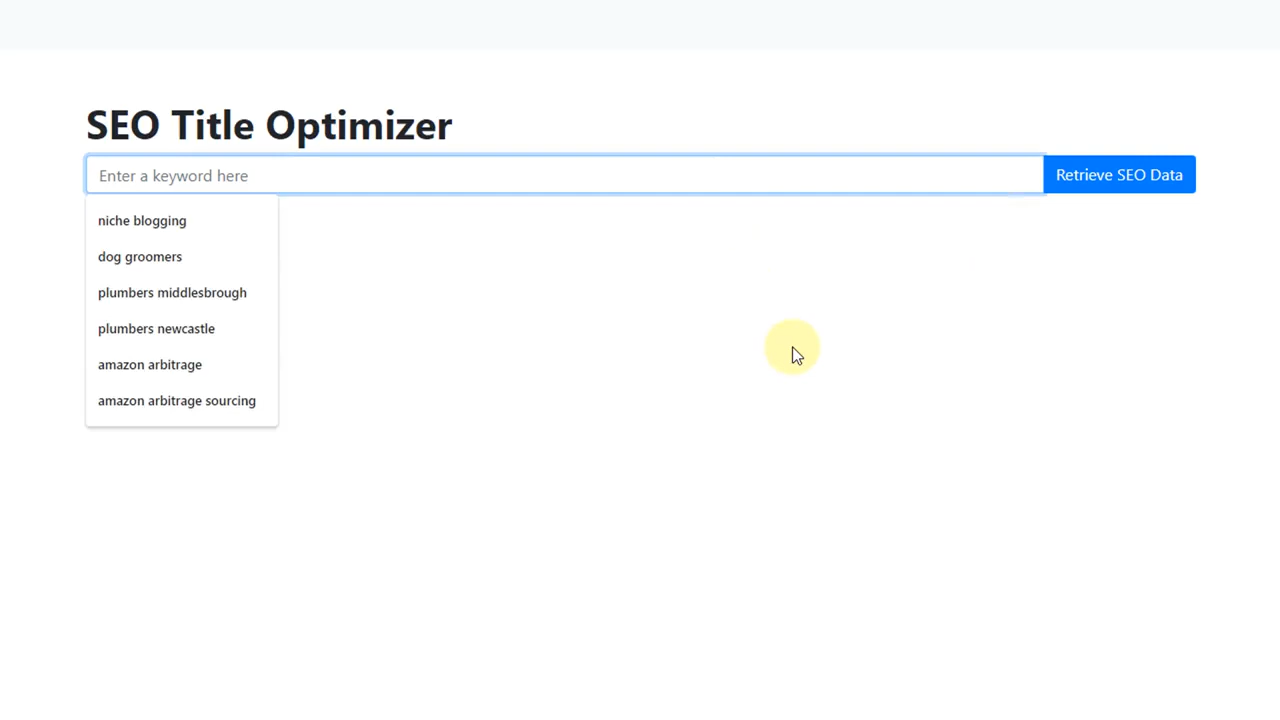 SEO Title Optimizer
Enter a keyword here
Retrieve SEO Data
niche blogging
dog groomers
plumbers middlesbrough
plumbers newcastle
amazon arbitrage
amazon arbitrage sourcing